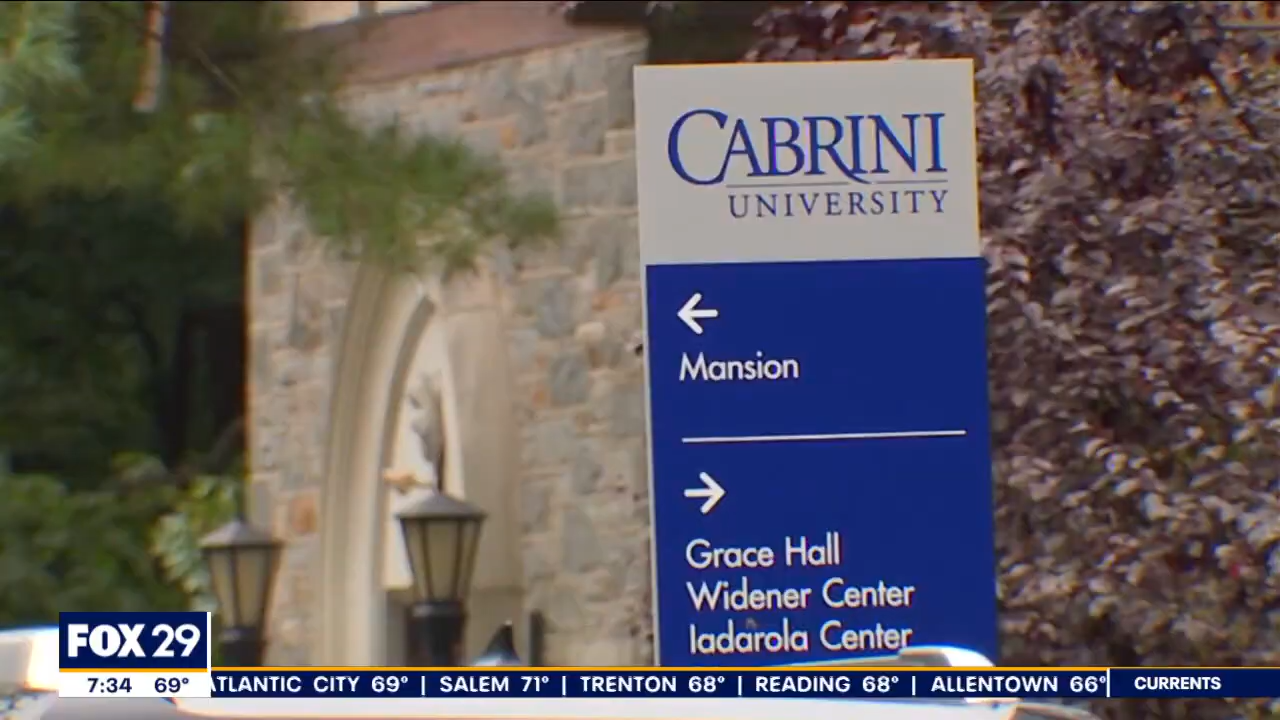 CABRINI
UNIVERSITY
←
Mansion
→
Grace Hall
Widener Center
Iadarola Center
FOX 29
7:34 69°
ATLANTIC CITY 69° | SALEM 71° | TRENTON 68° | READING 68° | ALLENTOWN 66° CURRENTS